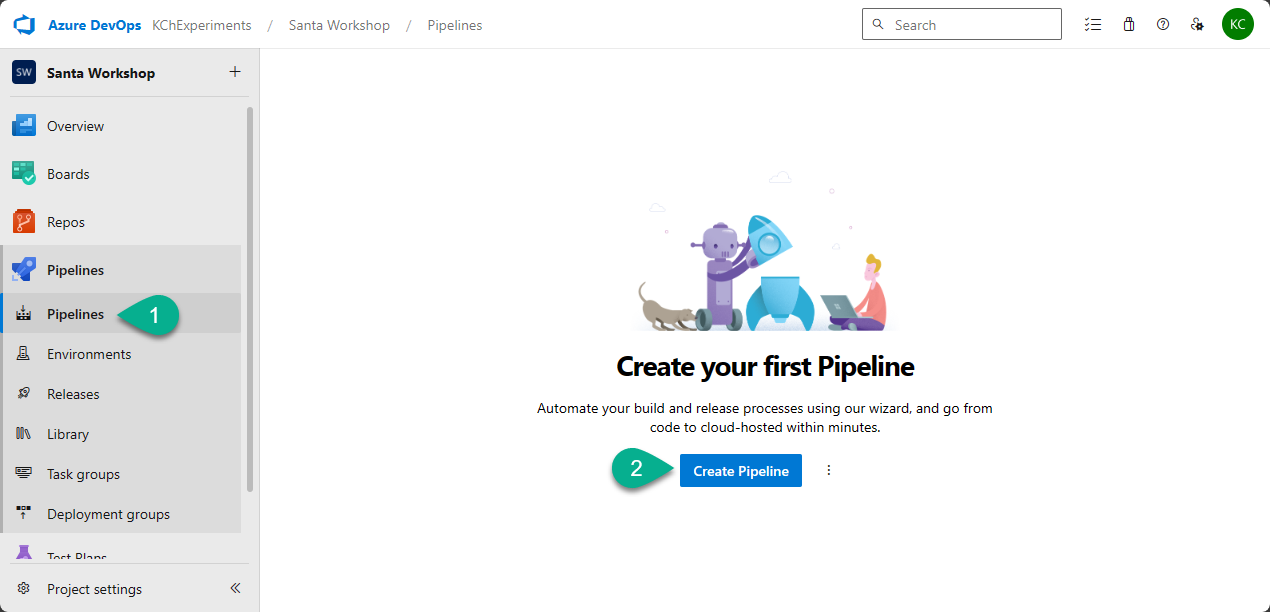 Azure DevOps KChExperiments / Santa Workshop / Pipelines Search KC
SW Santa Workshop +
Overview
Boards
Repos
Pipelines
Pipelines 1
Environments
Releases
Library
Task groups
Deployment groups
Test Plans
Project settings
Create your first Pipeline
Automate your build and release processes using our wizard, and go from
code to cloud-hosted within minutes.
2 Create Pipeline